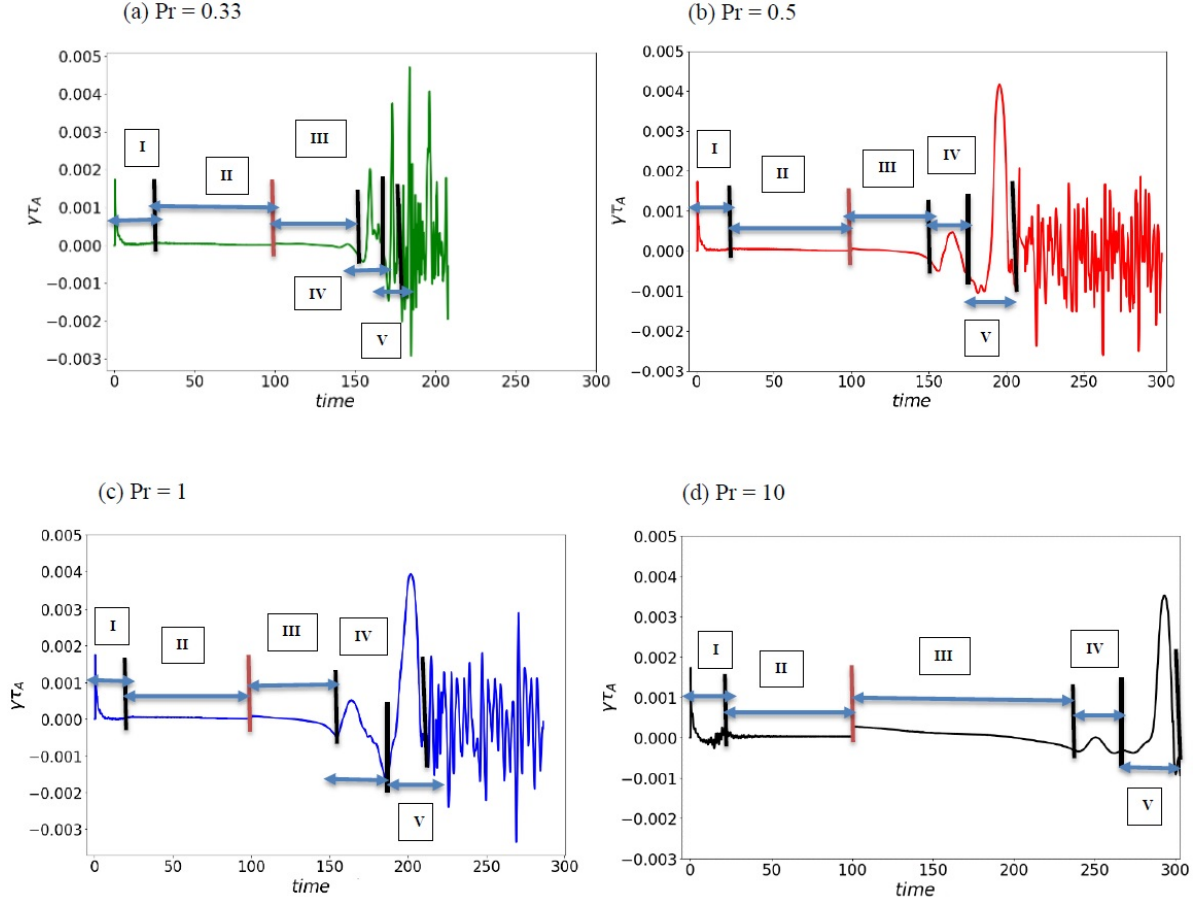 (a) Pr = 0.33
0.005
0.004
0.003
0.002
0.001
0.000
−0.001
−0.002
−0.003
γτA
I
II
III
IV
V
0
50
100
150
200
250
300
time
(b) Pr = 0.5
0.005
0.004
0.003
0.002
0.001
0.000
−0.001
−0.002
−0.003
γτA
I
II
III
IV
V
0
50
100
150
200
250
300
time
(c) Pr = 1
0.005
0.004
0.003
0.002
0.001
0.000
−0.001
−0.002
−0.003
γτA
I
II
III
IV
V
0
50
100
150
200
250
300
time
(d) Pr = 10
0.005
0.004
0.003
0.002
0.001
0.000
−0.001
−0.002
−0.003
γτA
I
II
III
IV
V
0
50
100
150
200
250
300
time